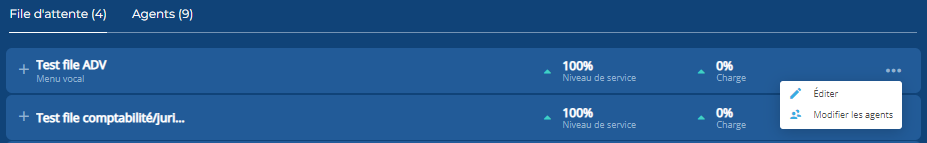 File d'attente (4) Agents (9)
Test file ADV 100% 0%
Menu vocal Niveau de service Charge
Éditer
Test file comptabilité/juri... 100% 0% Modifier les agents
Niveau de service Charge